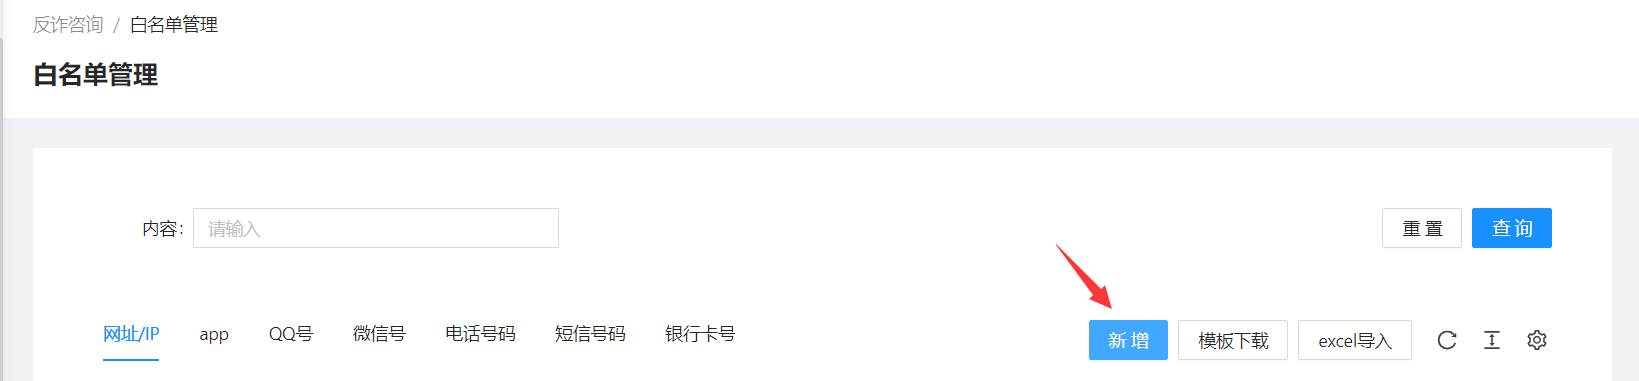 反诈咨询 / 白名单管理
白名单管理
内容: 请输入 重置 查询
网址/IP app QQ号 微信号 电话号码 短信号码 银行卡号 新增 模板下载 excel导入